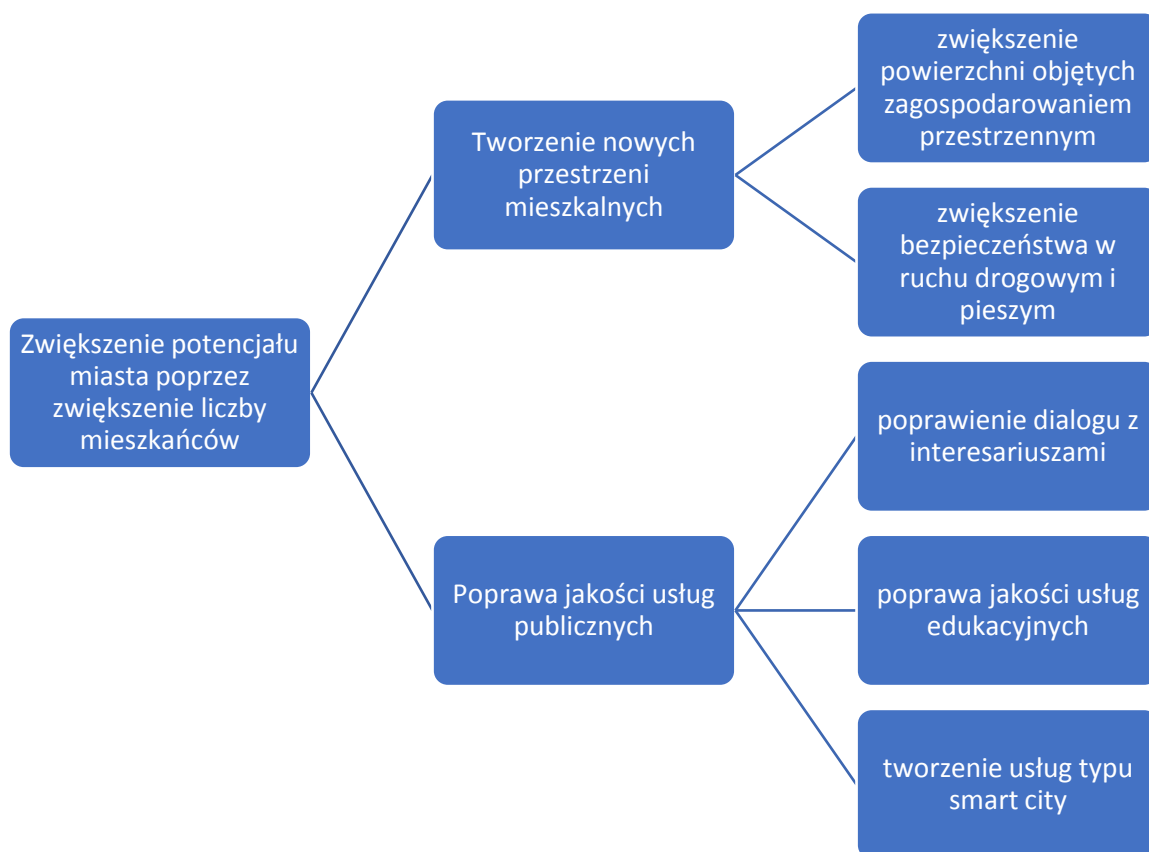 Zwiększenie potencjału
miasta poprzez
zwiększenie liczby
mieszkańców
Tworzenie nowych
przestrzeni
mieszkalnych
zwiększenie
powierzchni objętych
zagospodarowaniem
przestrzennym
zwiększenie
bezpieczeństwa w
ruchu drogowym i
pieszym
Poprawa jakości usług
publicznych
poprawienie dialogu z
interesariuszami
poprawa jakości usług
edukacyjnych
tworzenie usług typu
smart city